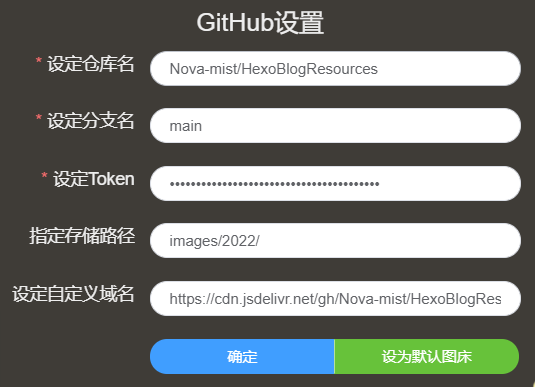 GitHub设置
* 设定仓库名 Nova-mist/HexoBlogResources
* 设定分支名 main
* 设定Token ••••••••••••••••••••••••••••••••••••••••
指定存储路径 images/2022/
设定自定义域名 https://cdn.jsdelivr.net/gh/Nova-mist/HexoBlogRes
确定 设为默认图床